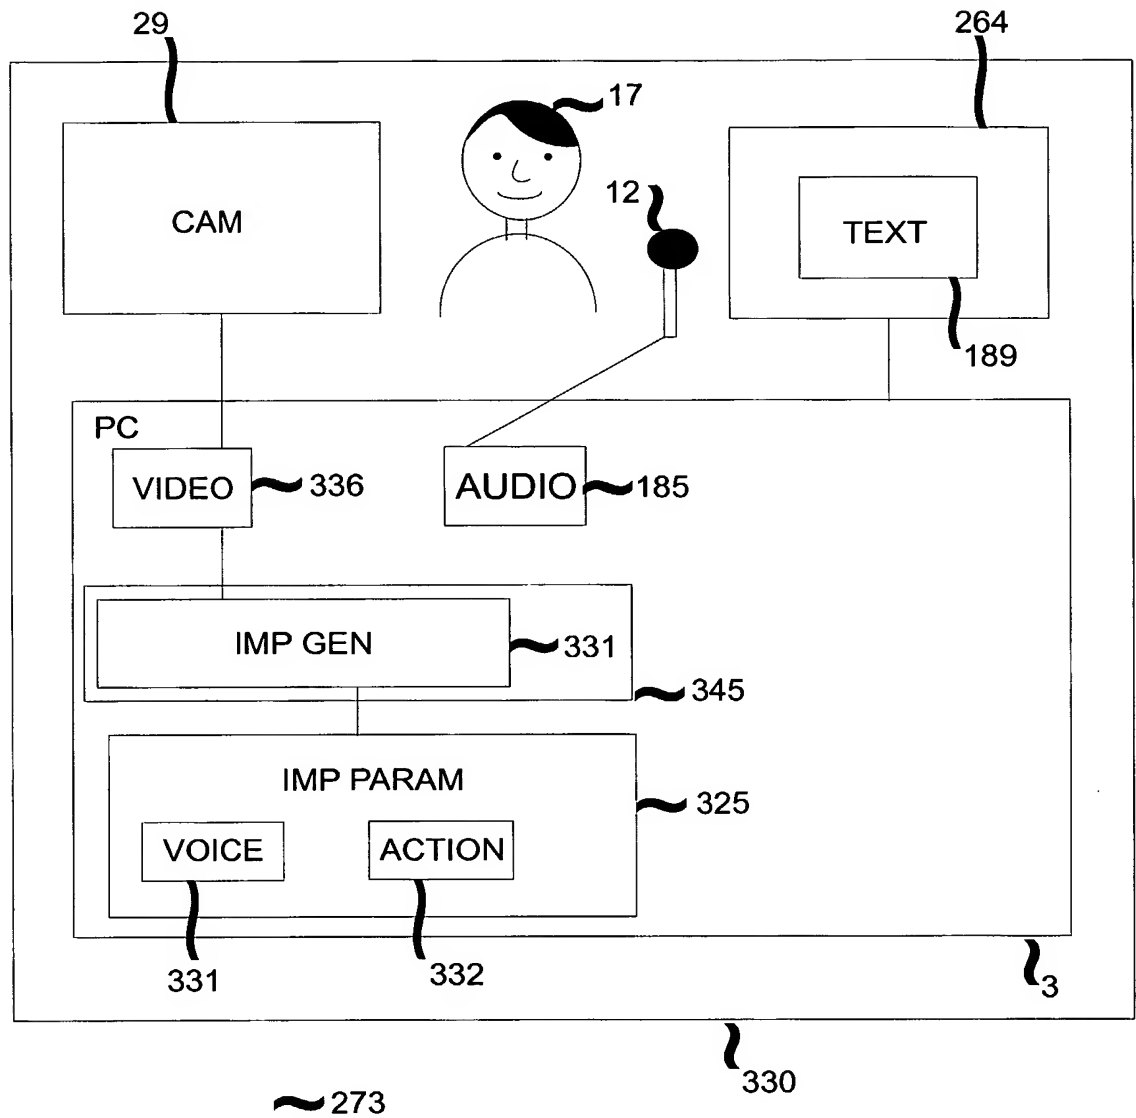 29
264
17
12
CAM
TEXT
189
PC
VIDEO
336
AUDIO
185
IMP GEN
331
345
IMP PARAM
325
VOICE
ACTION
331
332
3
330
273